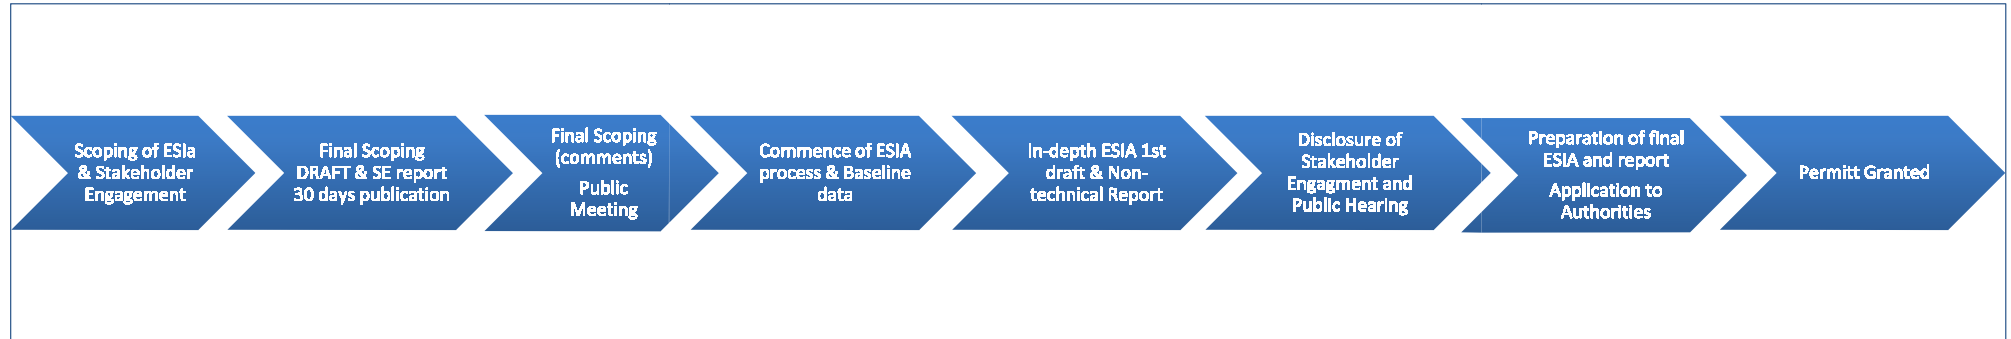 Scoping of ESIa
& Stakeholder
Engagement
Final Scoping
DRAFT & SE report
30 days publication
Final Scoping
(comments)
Public
Meeting
Commence of ESIA
process & Baseline
data
In-depth ESIA 1st
draft & Non-
technical Report
Disclosure of
Stakeholder
Engagment and
Public Hearing
Preparation of final
ESIA and report
Application to
Authorities
Permitt Granted